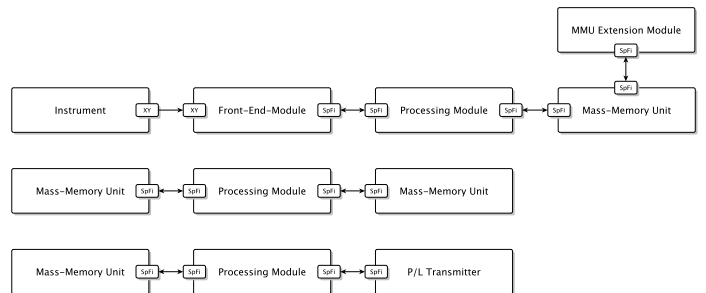 MMU Extension Module
SpFi
SpFi
Instrument XY XY Front-End-Module SpFi SpFi Processing Module SpFi SpFi Mass-Memory Unit
Mass-Memory Unit SpFi SpFi Processing Module SpFi SpFi Mass-Memory Unit
Mass-Memory Unit SpFi SpFi Processing Module SpFi SpFi P/L Transmitter